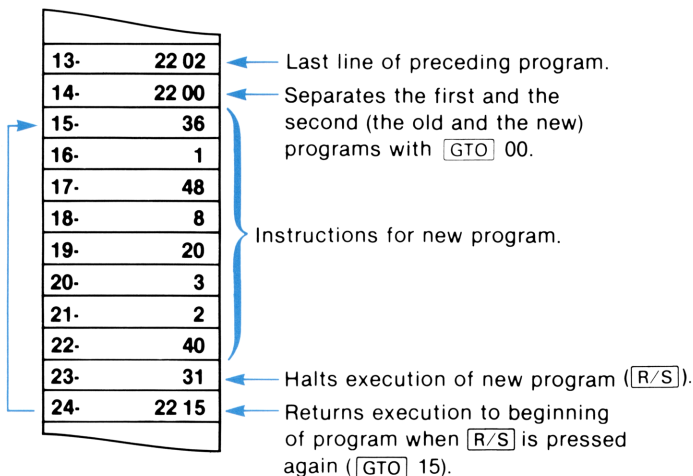 13- 22 02 Last line of preceding program.
14- 22 00 Separates the first and the
15- 36 second (the old and the new)
16- 1 programs with GTO 00.
17- 48
18- 8
19- 20 Instructions for new program.
20- 3
21- 2
22- 40
23- 31 Halts execution of new program (R/S).
24- 22 15 Returns execution to beginning
of program when R/S is pressed
again (GTO 15).